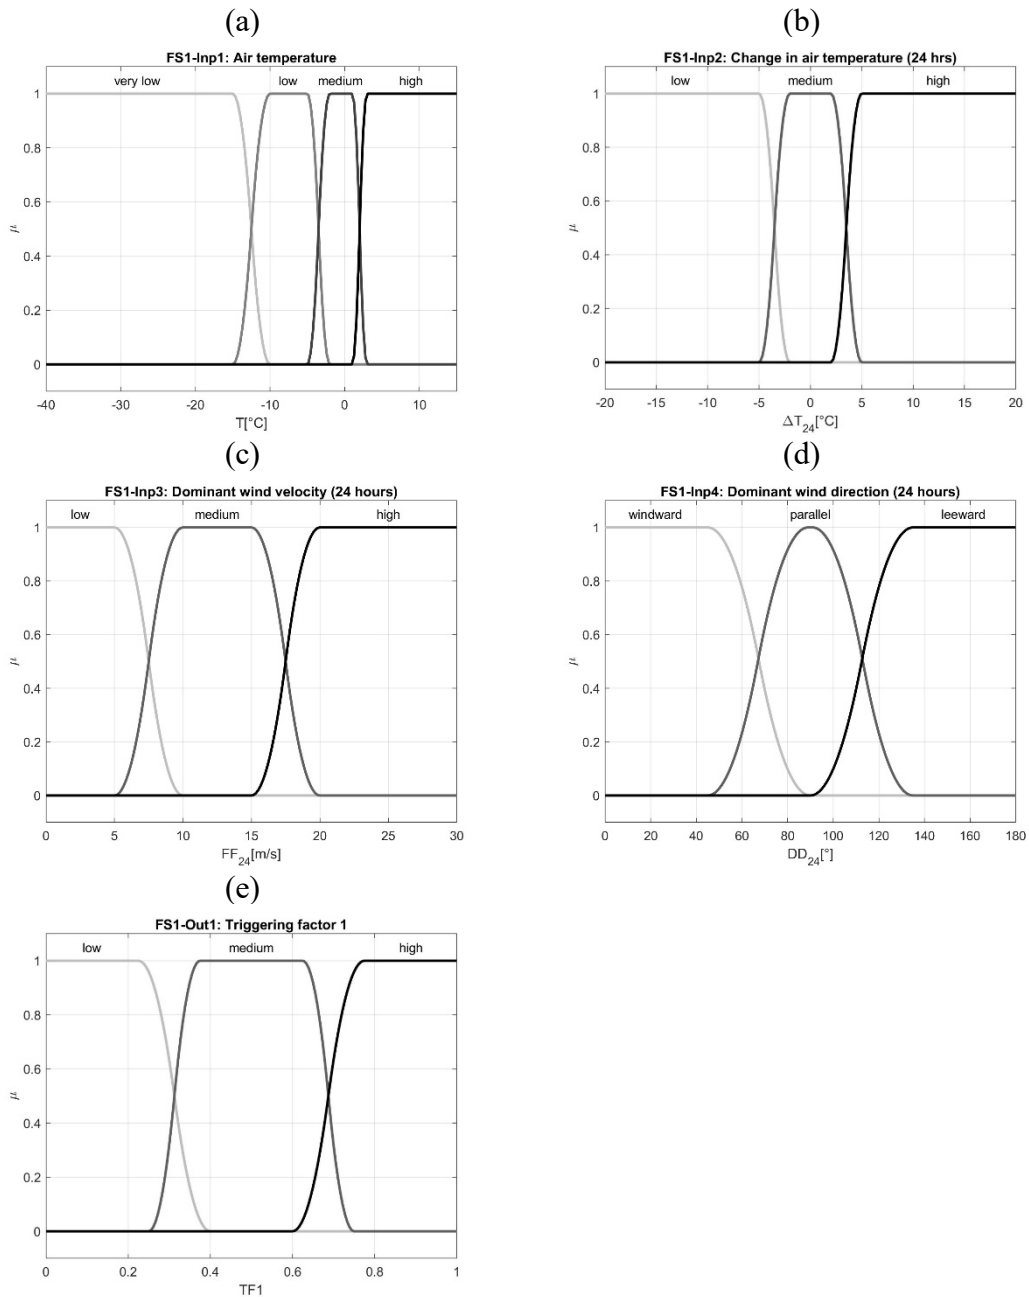 (a)
FS1-Inp1: Air temperature
very low low medium high
1
0.8
0.6
0.4
0.2
0
μ
-40 -30 -20 -10 0 10
T[°C]
(b)
FS1-Inp2: Change in air temperature (24 hrs)
low medium high
1
0.8
0.6
0.4
0.2
0
μ
-20 -15 -10 -5 0 5 10 15 20
ΔT24[°C]
(c)
FS1-Inp3: Dominant wind velocity (24 hours)
low medium high
1
0.8
0.6
0.4
0.2
0
μ
0 5 10 15 20 25 30
FF24[m/s]
(d)
FS1-Inp4: Dominant wind direction (24 hours)
windward parallel leeward
1
0.8
0.6
0.4
0.2
0
μ
0 20 40 60 80 100 120 140 160 180
DD24[°]
(e)
FS1-Out1: Triggering factor 1
low medium high
1
0.8
0.6
0.4
0.2
0
μ
0 0.2 0.4 0.6 0.8 1
TF1